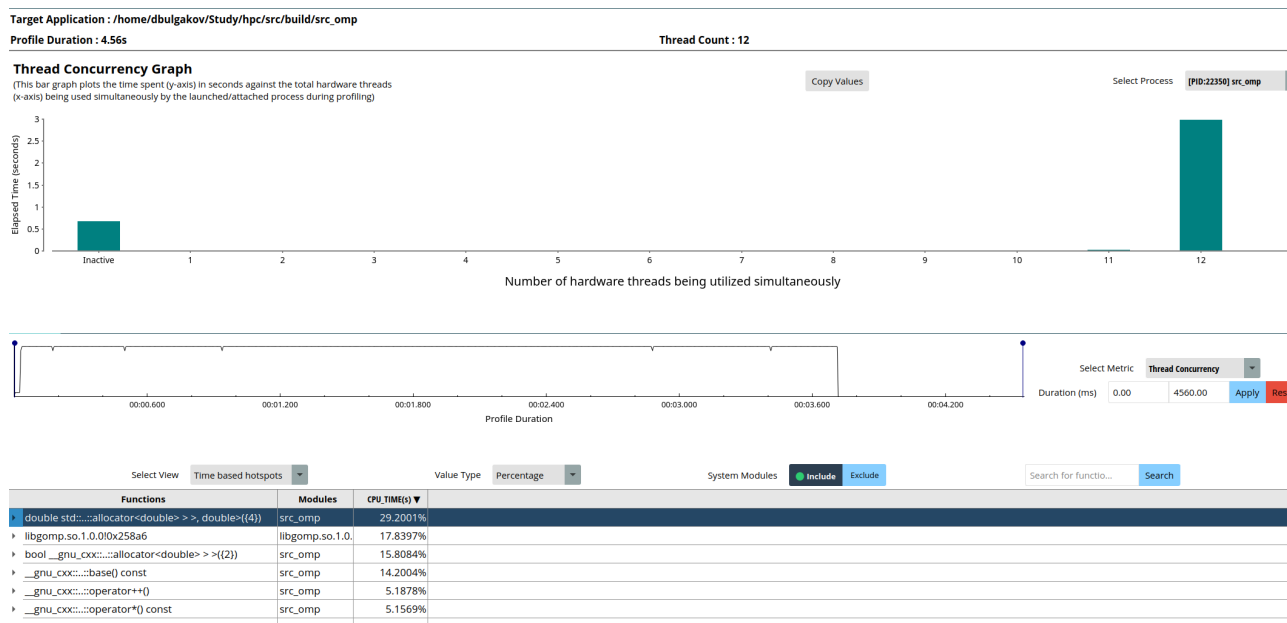 Target Application : /home/dbulgakov/Study/hpc/src/build/src_omp
Profile Duration : 4.56s Thread Count : 12
Thread Concurrency Graph
(This bar graph plots the time spent (y-axis) in seconds against the total hardware threads
(x-axis) being used simultaneously by the launched/attached process during profiling)
Copy Values Select Process [PID:22350] src_omp
3
2.5
2
1.5
1
0.5
0
Elapsed Time (seconds)
Inactive 1 2 3 4 5 6 7 8 9 10 11 12
Number of hardware threads being utilized simultaneously
00:00.600 00:01.200 00:01.800 00:02.400 00:03.000 00:03.600 00:04.200
Profile Duration
Select Metric Thread Concurrency
Duration (ms) 0.00 4560.00 Apply Res
Select View Time based hotspots Value Type Percentage System Modules Include Exclude Search for functio... Search
Functions Modules CPU_TIME(s) ▼
double std::...::allocator<double> > >, double>({4}) src_omp 29.2001%
libgomp.so.1.0.0!0x258a6 libgomp.so.1.0. 17.8397%
bool __gnu_cxx::...::allocator<double> > >({2}) src_omp 15.8084%
__gnu_cxx::...::base() const src_omp 14.2004%
__gnu_cxx::...::operator++() src_omp 5.1878%
__gnu_cxx::...::operator*() const src_omp 5.1569%